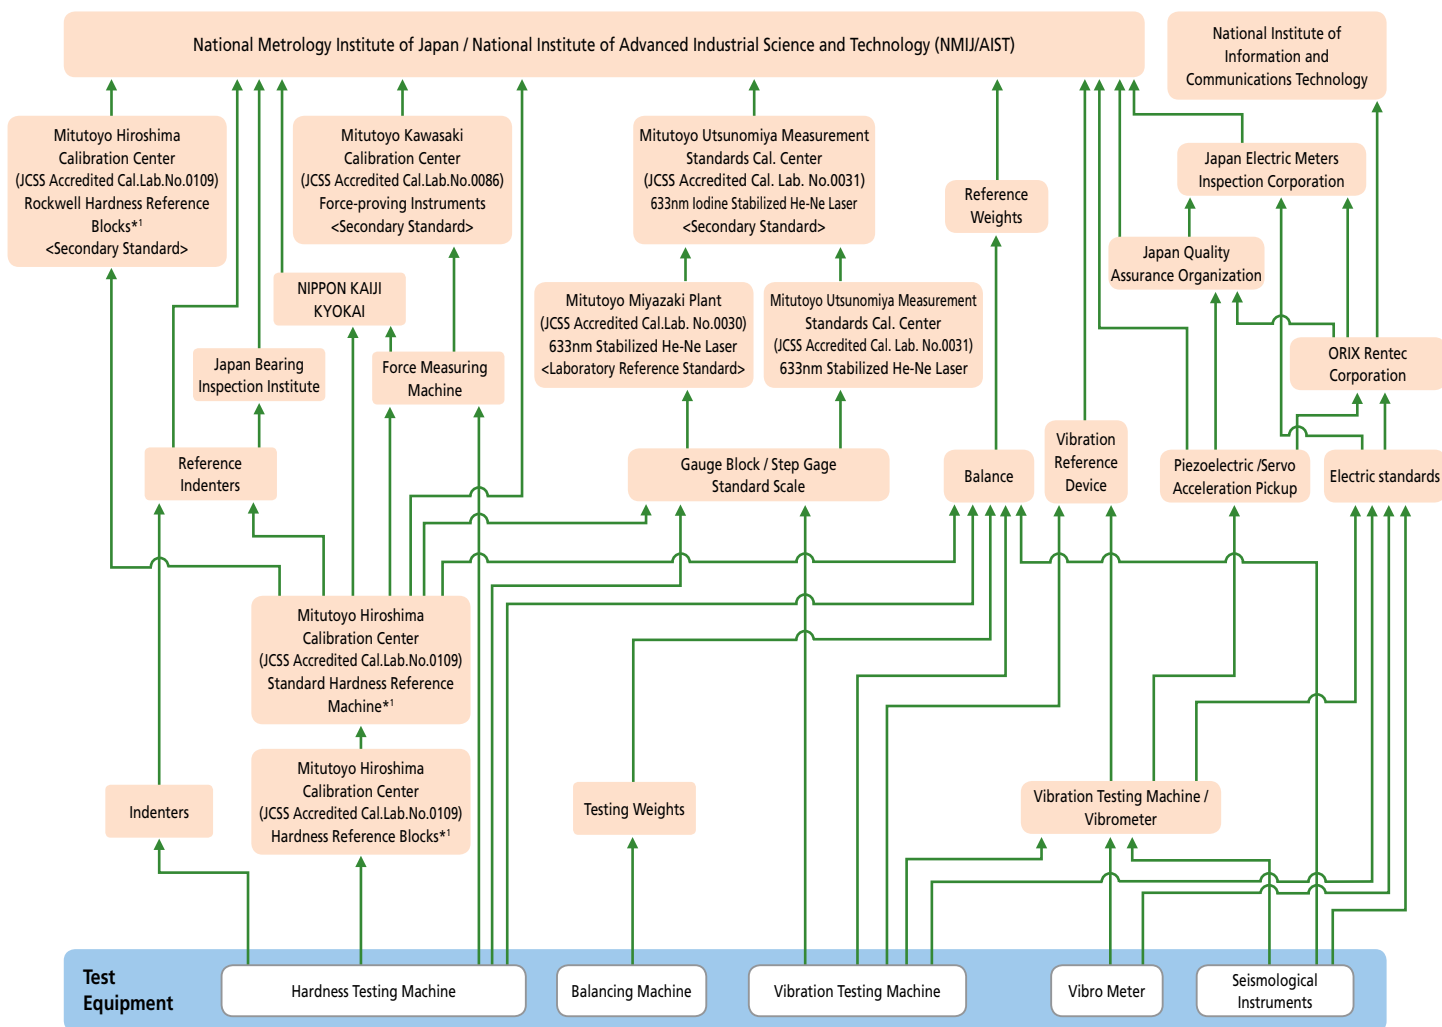 National Metrology Institute of Japan / National Institute of Advanced Industrial Science and Technology (NMIJ/AIST)
National Institute of
Information and
Communications Technology
Mitutoyo Hiroshima
Calibration Center
(JCSS Accredited Cal.Lab.No.0109)
Rockwell Hardness Reference
Blocks*1
<Secondary Standard>
Mitutoyo Kawasaki
Calibration Center
(JCSS Accredited Cal.Lab.No.0086)
Force-proving Instruments
<Secondary Standard>
Mitutoyo Utsunomiya Measurement
Standards Cal. Center
(JCSS Accredited Cal. Lab. No.0031)
633nm Iodine Stabilized He-Ne Laser
<Secondary Standard>
Reference
Weights
Japan Electric Meters
Inspection Corporation
Japan Quality
Assurance Organization
NIPPON KAIJI
KYOKAI
Mitutoyo Miyazaki Plant
(JCSS Accredited Cal.Lab. No.0030)
633nm Stabilized He-Ne Laser
<Laboratory Reference Standard>
Mitutoyo Utsunomiya Measurement
Standards Cal. Center
(JCSS Accredited Cal. Lab. No.0031)
633nm Stabilized He-Ne Laser
ORIX Rentec
Corporation
Japan Bearing
Inspection Institute
Force Measuring
Machine
Reference
Indenters
Gauge Block / Step Gage
Standard Scale
Balance
Vibration
Reference
Device
Piezoelectric /Servo
Acceleration Pickup
Electric standards
Mitutoyo Hiroshima
Calibration Center
(JCSS Accredited Cal.Lab.No.0109)
Standard Hardness Reference
Machine*1
Mitutoyo Hiroshima
Calibration Center
(JCSS Accredited Cal.Lab.No.0109)
Hardness Reference Blocks*1
Indenters
Testing Weights
Vibration Testing Machine /
Vibrometer
Test
Equipment
Hardness Testing Machine
Balancing Machine
Vibration Testing Machine
Vibro Meter
Seismological
Instruments